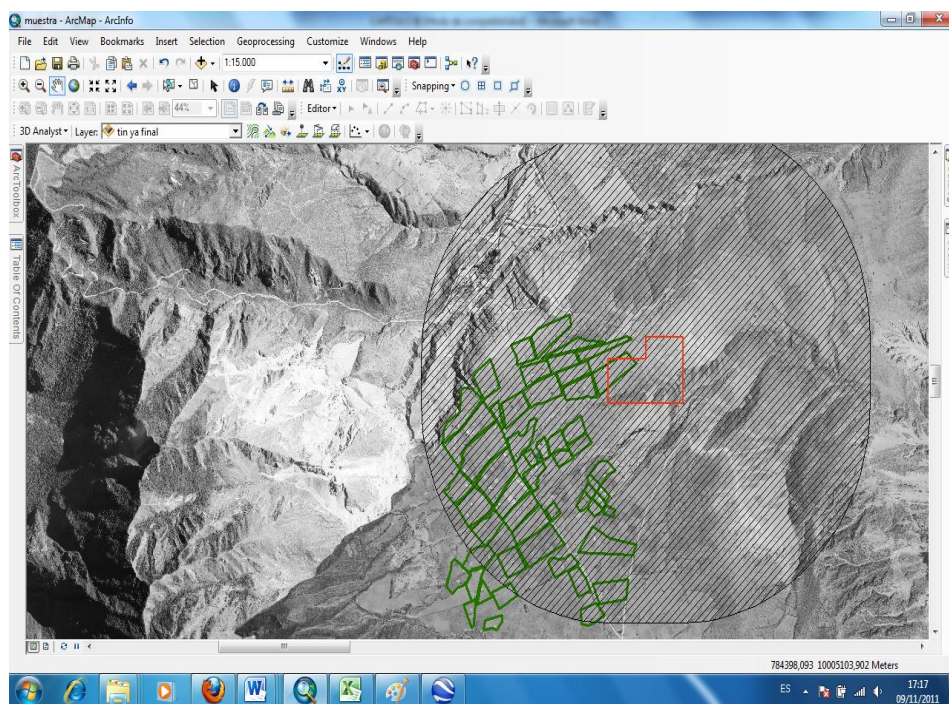 muestra - ArcMap - ArcInfo
File Edit View Bookmarks Insert Selection Geoprocessing Customize Windows Help
1:15.000
Snapping
44% Editor
3D Analyst Layer: tin ya final
ArcToolbox
Table Of Contents
784398,093 10005103,902 Meters
ES 17:17
09/11/2011